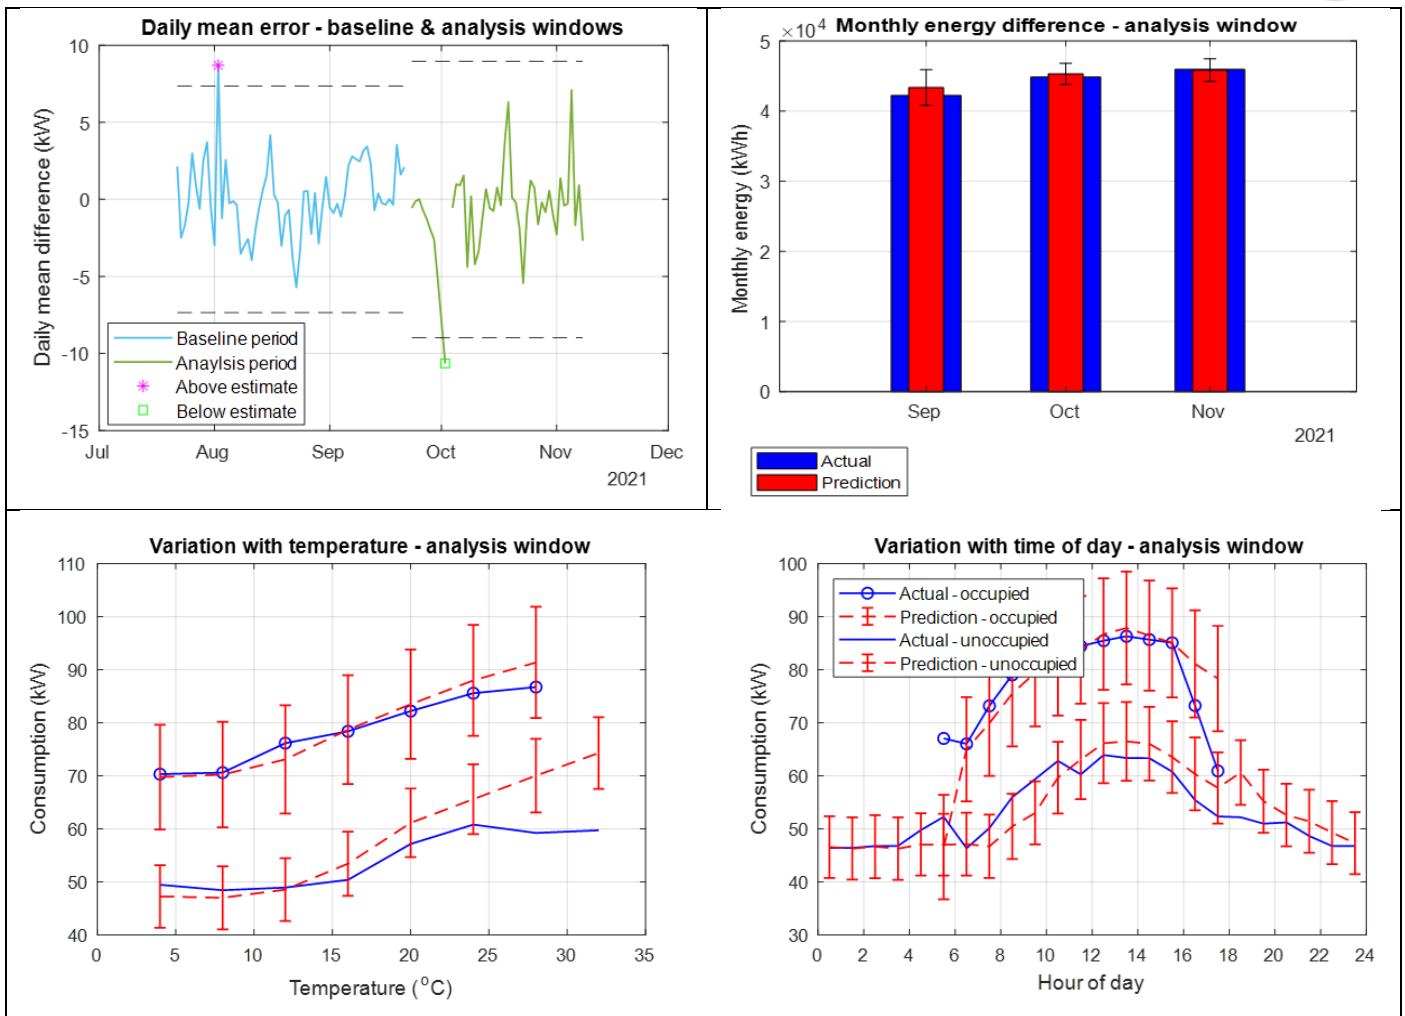 Daily mean error - baseline & analysis windows
10
5
0
-5
-10
-15
Daily mean difference (kW)
Baseline period
Anaylsis period
Above estimate
Below estimate
Jul Aug Sep Oct Nov Dec
2021
Monthly energy difference - analysis window
×10⁴
5
4
3
2
1
0
Monthly energy (kWh)
Sep Oct Nov
2021
Actual
Prediction
Variation with temperature - analysis window
110
100
90
80
70
60
50
40
Consumption (kW)
0 5 10 15 20 25 30 35
Temperature (°C)
Variation with time of day - analysis window
100
90
80
70
60
50
40
30
Consumption (kW)
Actual - occupied
Prediction - occupied
Actual - unoccupied
Prediction - unoccupied
0 2 4 6 8 10 12 14 16 18 20 22 24
Hour of day